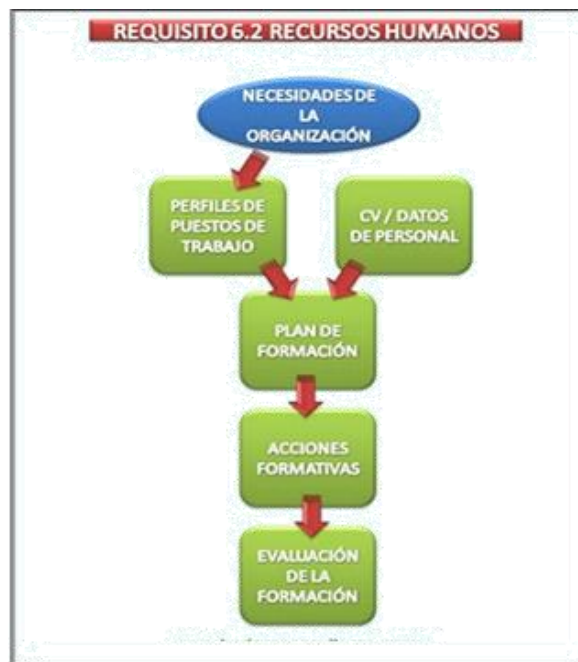 REQUISITO 6.2 RECURSOS HUMANOS
NECESIDADES DE
LA
ORGANIZACIÓN
PERFILES DE
PUESTOS DE
TRABAJO
CV / DATOS
DE PERSONAL
PLAN DE
FORMACIÓN
ACCIONES
FORMATIVAS
EVALUACIÓN
DE LA
FORMACIÓN